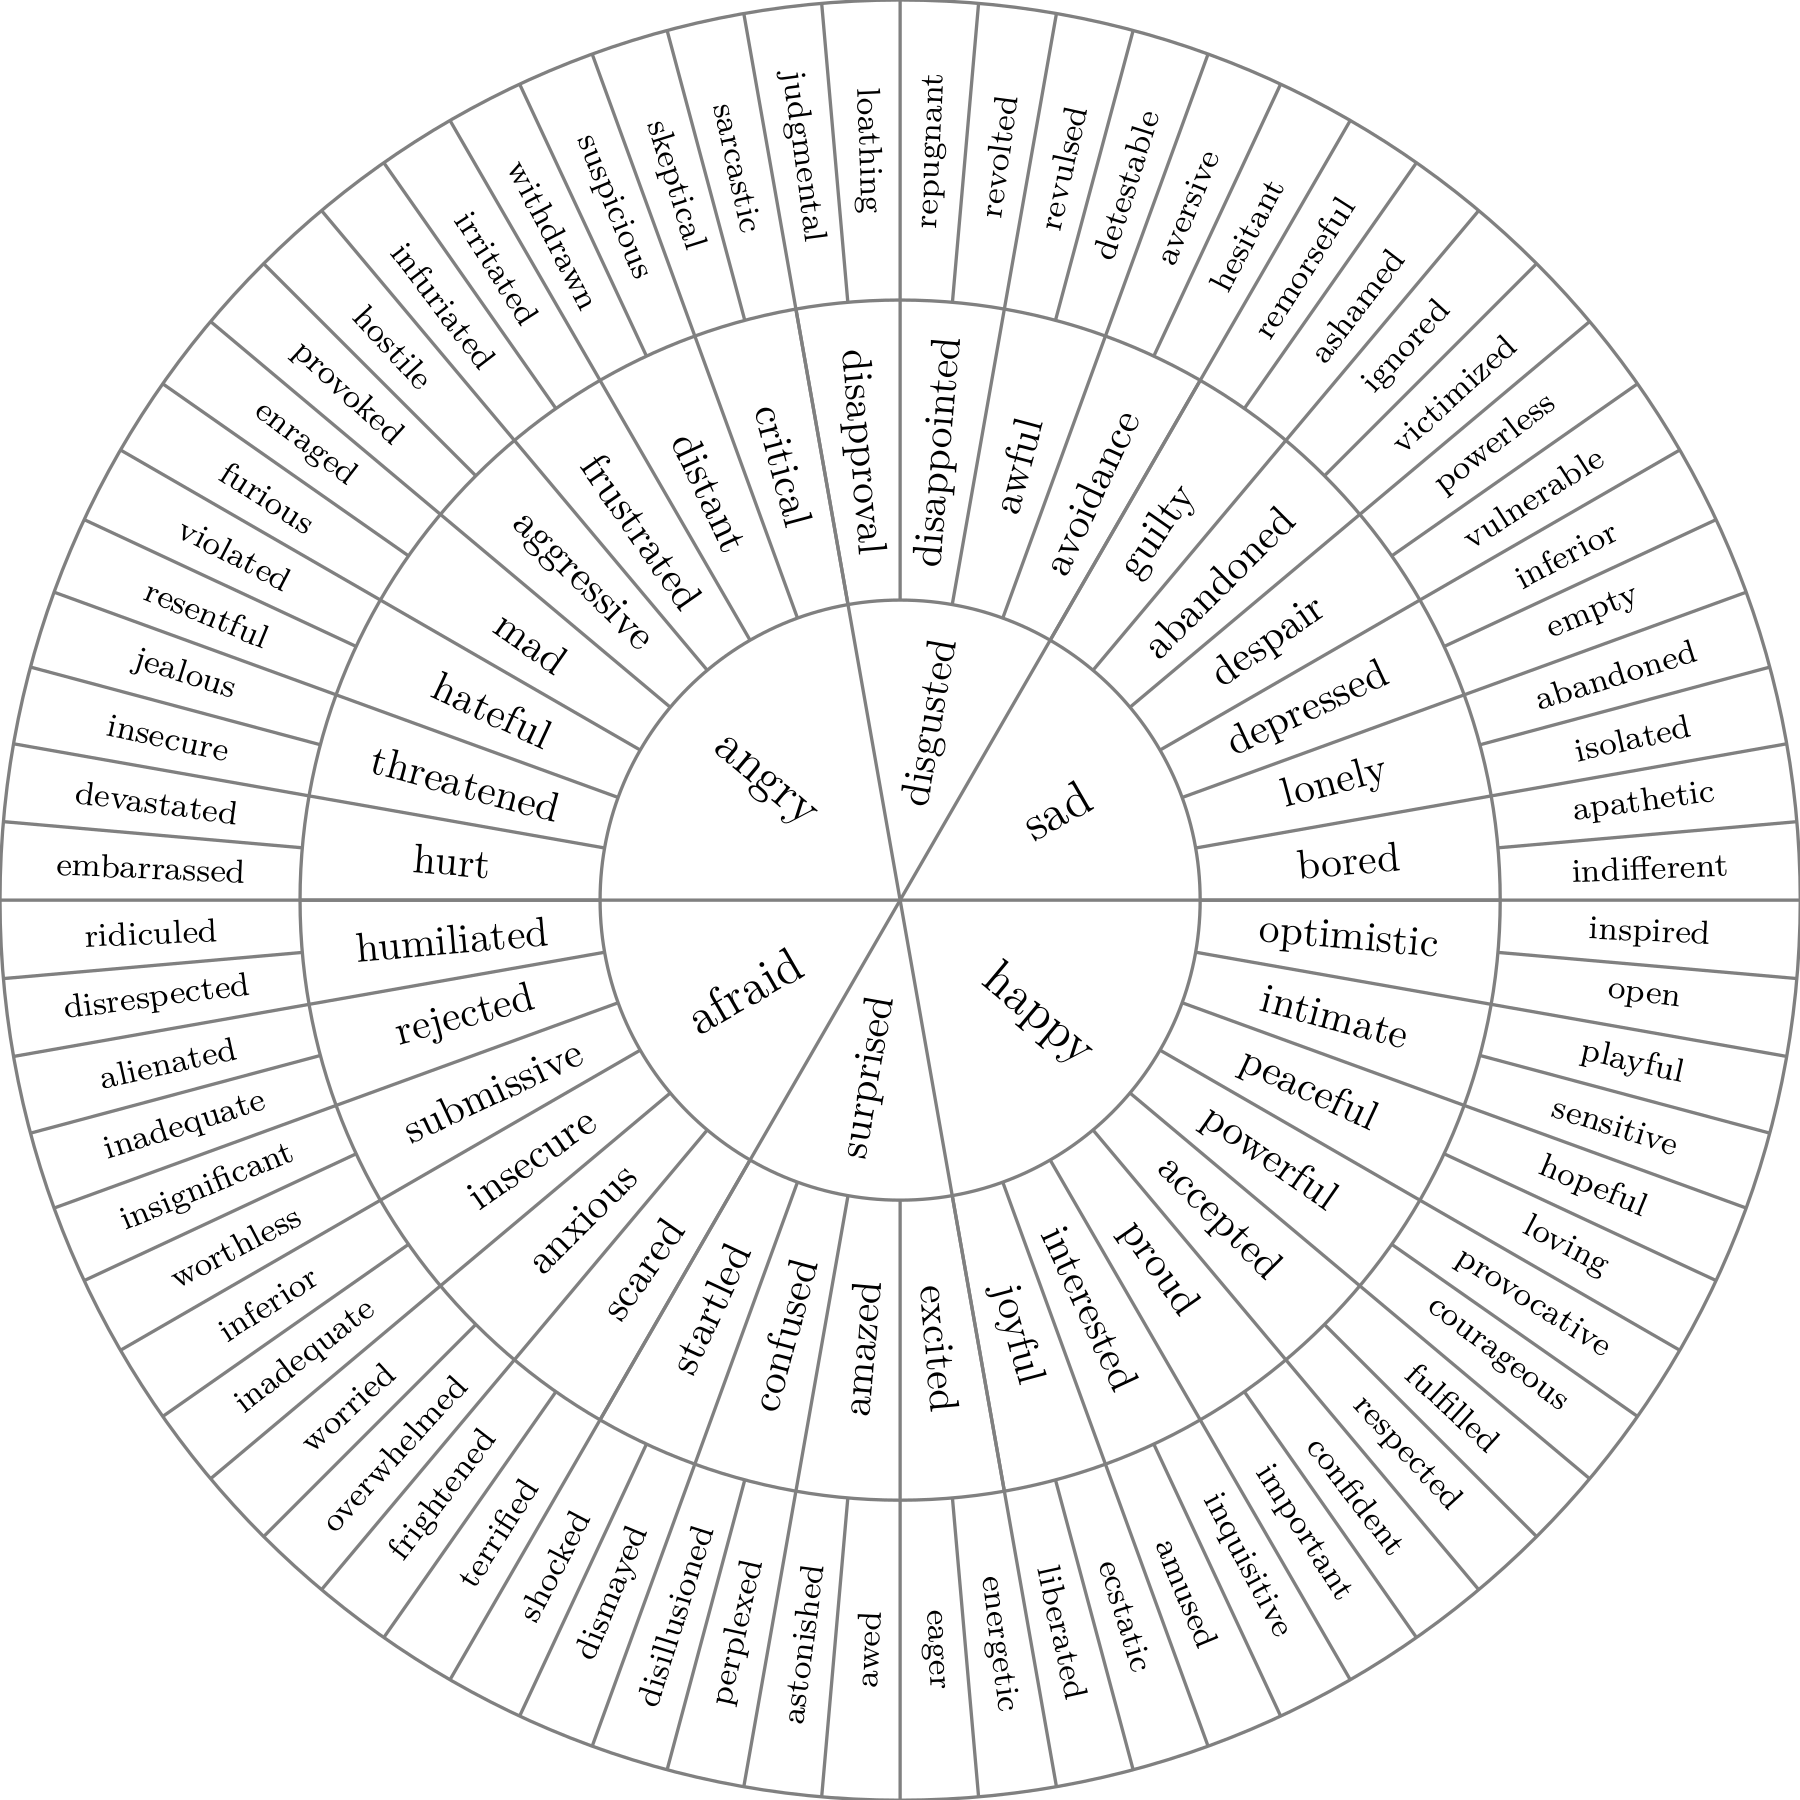 disgusted
sad
happy
surprised
afraid
angry
disappointed
awful
avoidance
guilty
abandoned
despair
depressed
lonely
bored
optimistic
intimate
peaceful
powerful
accepted
proud
interested
joyful
excited
amazed
confused
startled
scared
anxious
insecure
submissive
rejected
humiliated
hurt
threatened
hateful
mad
aggressive
frustrated
distant
critical
disapproval
repugnant
revolted
revulsed
detestable
aversive
hesitant
remorseful
ashamed
ignored
victimized
powerless
vulnerable
inferior
empty
abandoned
isolated
apathetic
indifferent
inspired
open
playful
sensitive
hopeful
loving
provocative
courageous
fulfilled
respected
confident
important
inquisitive
amused
ecstatic
liberated
energetic
eager
awed
astonished
perplexed
disillusioned
dismayed
shocked
terrified
frightened
overwhelmed
worried
inadequate
inferior
worthless
insignificant
inadequate
alienated
disrespected
ridiculed
embarrassed
devastated
insecure
jealous
resentful
violated
furious
enraged
provoked
hostile
infuriated
irritated
withdrawn
suspicious
skeptical
sarcastic
judgmental
loathing